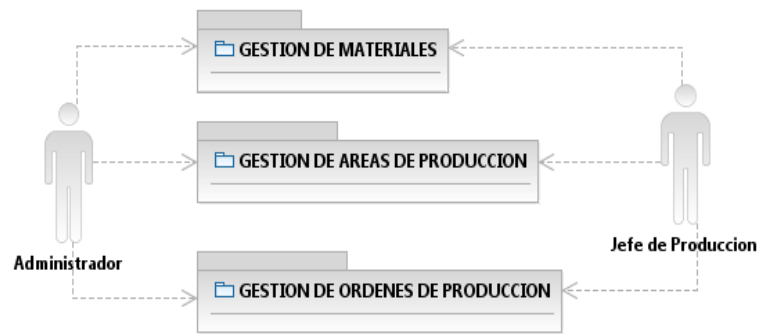 GESTION DE MATERIALES
GESTION DE AREAS DE PRODUCCION
Jefe de Produccion
Administrador
GESTION DE ORDENES DE PRODUCCION